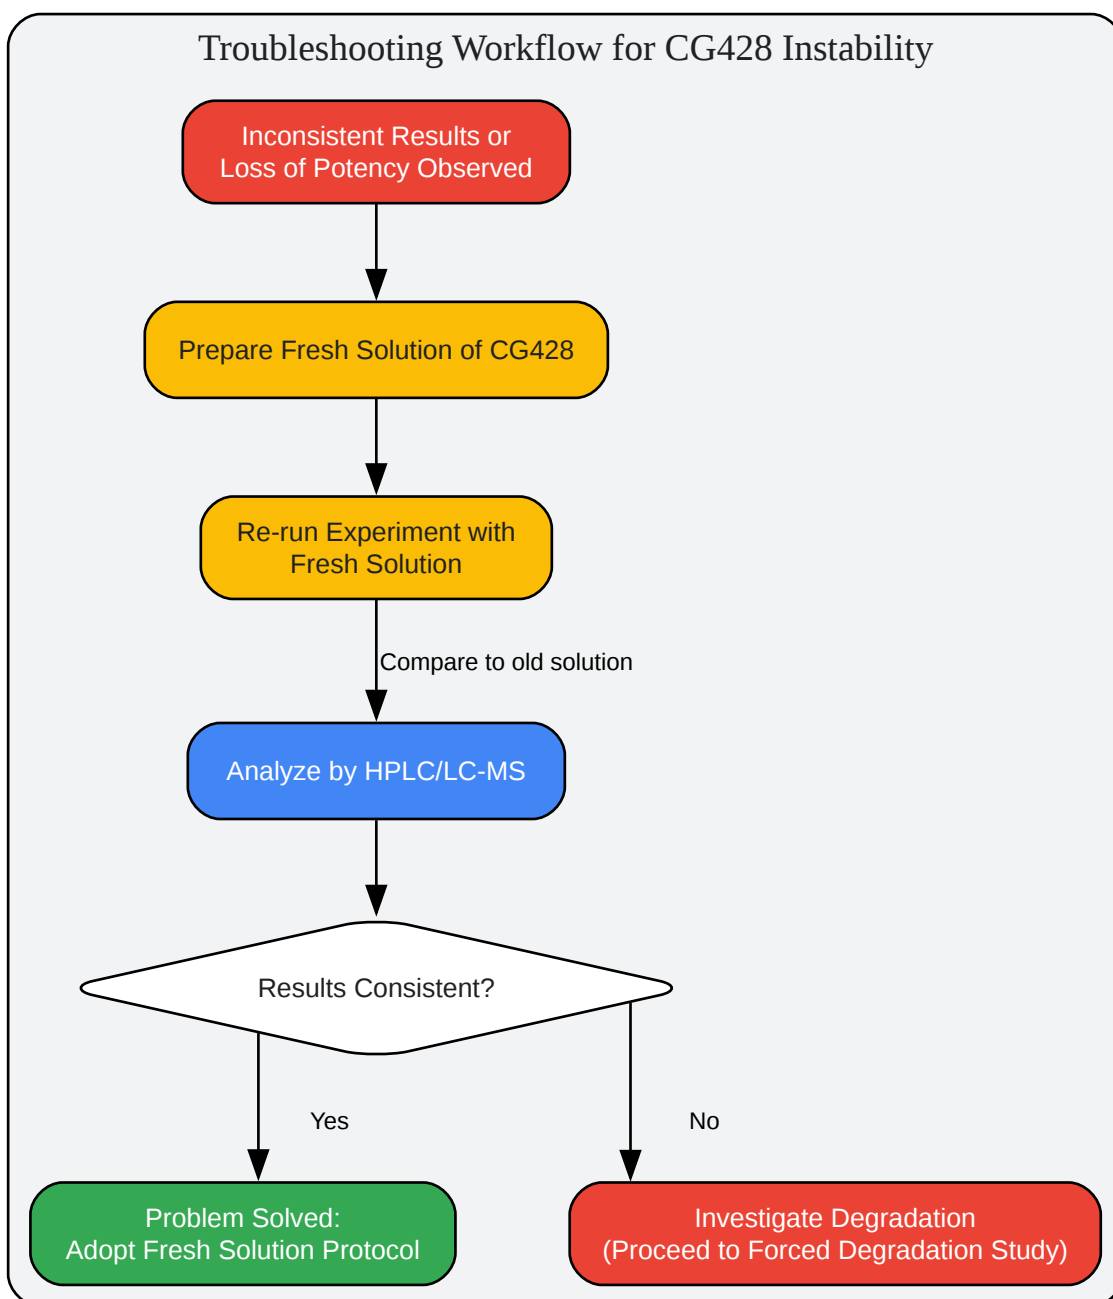 Troubleshooting Workflow for CG428 Instability
Inconsistent Results or
Loss of Potency Observed
Prepare Fresh Solution of CG428
Re-run Experiment with
Fresh Solution
Compare to old solution
Analyze by HPLC/LC-MS
Results Consistent?
Yes
No
Problem Solved:
Adopt Fresh Solution Protocol
Investigate Degradation
(Proceed to Forced Degradation Study)